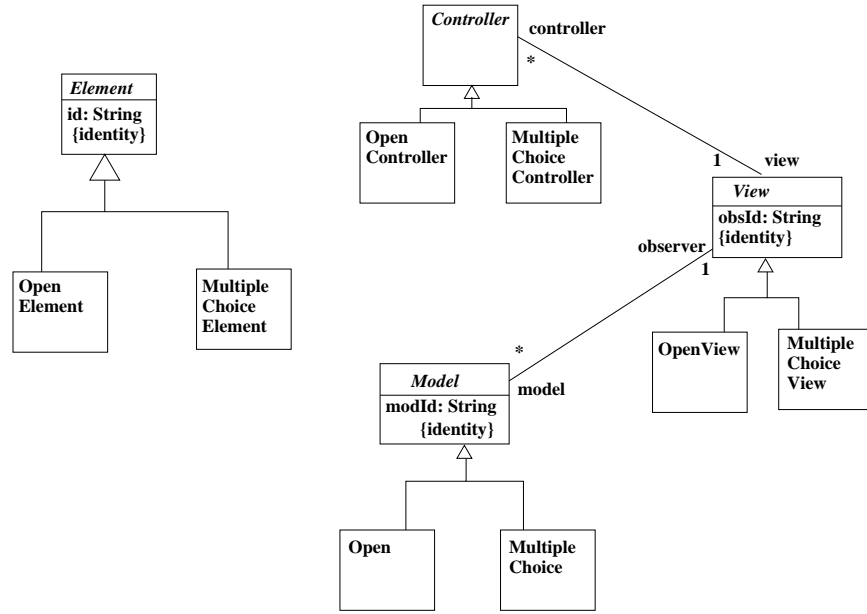 Element
id: String
{identity}
Open
Element
Multiple
Choice
Element
Controller
controller
*
Open
Controller
Multiple
Choice
Controller
1
view
View
obsId: String
{identity}
observer
1
OpenView
Multiple
Choice
View
*
model
Model
modId: String
{identity}
Open
Multiple
Choice